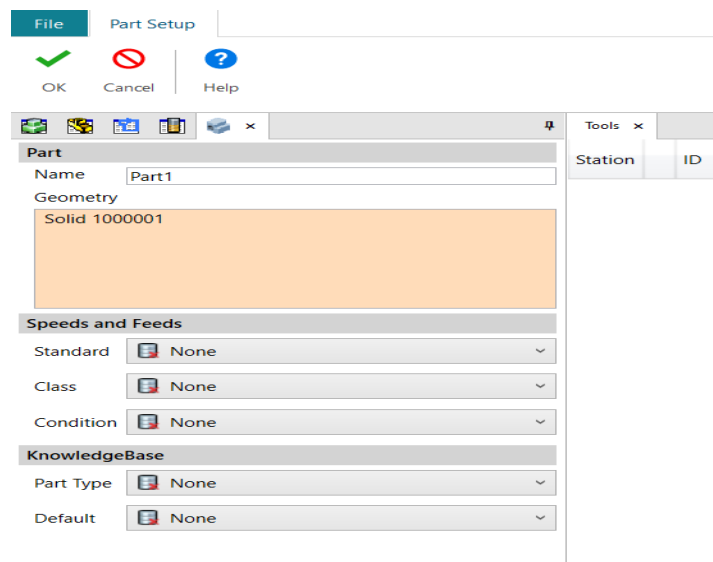 File Part Setup
OK Cancel Help
Tools
Part
Station ID
Name Part1
Geometry
Solid 1000001
Speeds and Feeds
Standard None
Class None
Condition None
KnowledgeBase
Part Type None
Default None